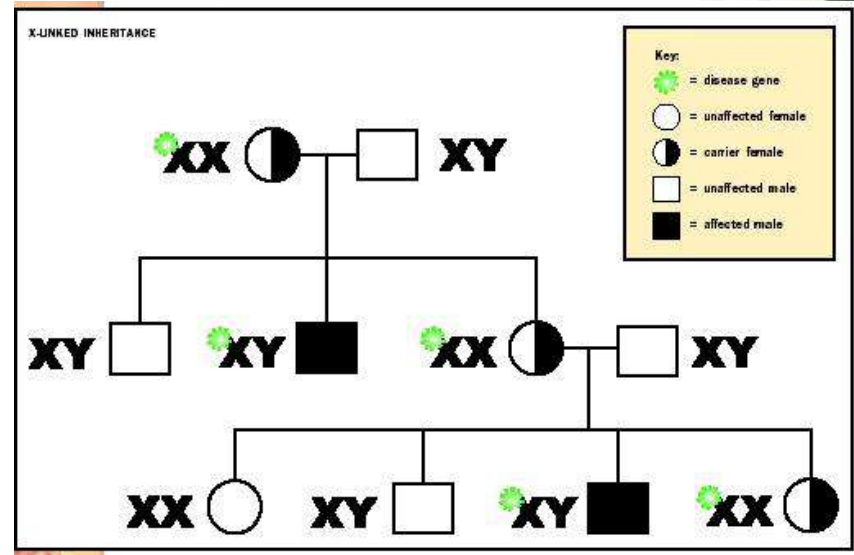 X-LINKED INHERITANCE
Key:
= disease gene
= unaffected female
= carrier female
= unaffected male
= affected male
XX XY
XY XY XX XY
XX XY XY XX